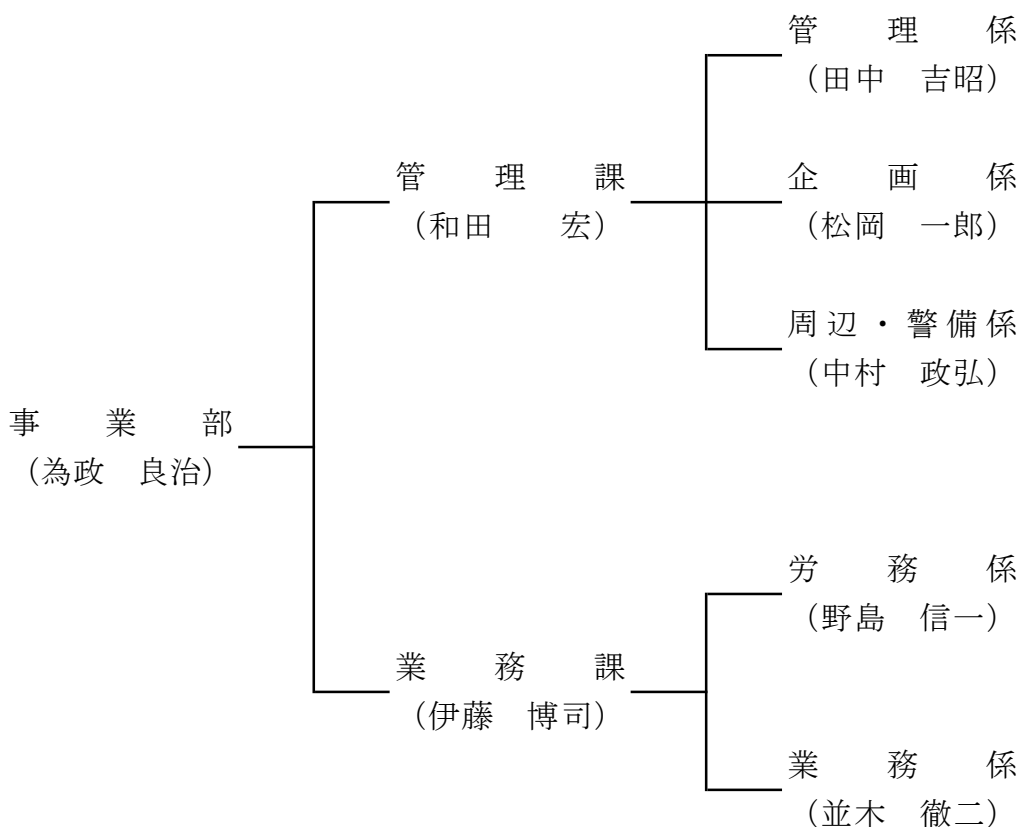 事業部
（為政　良治）
管理課
（和田　　宏）
管理係
（田中　吉昭）
企画係
（松岡　一郎）
周辺・警備係
（中村　政弘）
業務課
（伊藤　博司）
労務係
（野島　信一）
業務係
（並木　徹二）